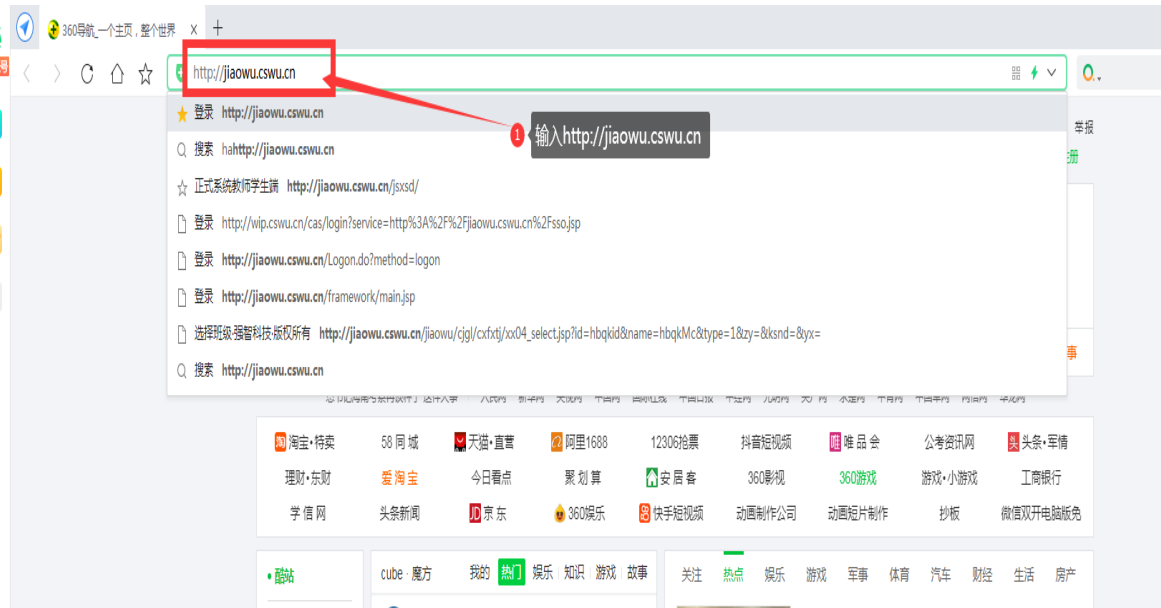 360导航_一个主页，整个世界
号
http://jiaowu.cswu.cn
登录 http://jiaowu.cswu.cn
1 输入http://jiaowu.cswu.cn
举报
搜索 hahttp://jiaowu.cswu.cn
册
正式系统教师学生端 http://jiaowu.cswu.cn/jsxsd/
登录 http://wip.cswu.cn/cas/login?service=http%3A%2F%2Fjiaowu.cswu.cn%2Fsso.jsp
登录 http://jiaowu.cswu.cn/Logon.do?method=logon
登录 http://jiaowu.cswu.cn/framework/main.jsp
选择班级-强智科技-版权所有 http://jiaowu.cswu.cn/jiaowu/cjgl/cxfxtj/xx04_select.jsp?id=hbqkid&name=hbqkMc&type=1&zy=&ksnd=&yx=
事
搜索 http://jiaowu.cswu.cn
淘 淘宝•特卖 58同城 天猫•直营 阿里1688 12306抢票 抖音短视频 唯 唯品会 公考资讯网 头 头条•军情
理财•东财 爱淘宝 今日看点 聚划算 安居客 360影视 360游戏 游戏•小游戏 工商银行
学信网 头条新闻 JD 京东 360娱乐 快手短视频 动画制作公司 动画短片制作 抄板 微信双开电脑版免
• 酷站 cube·魔方 我的 热门 娱乐 知识 游戏 故事 关注 热点 娱乐 游戏 军事 体育 汽车 财经 生活 房产